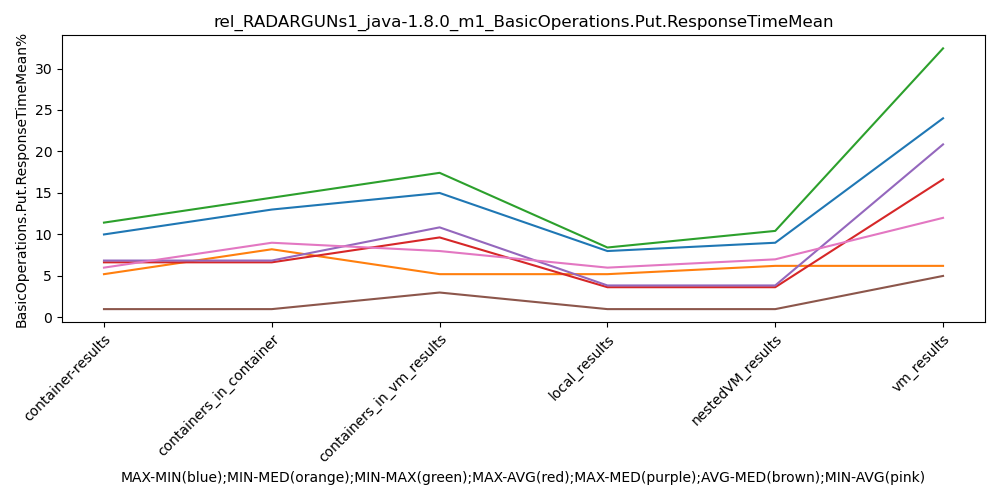 rel_RADARGUNs1_java-1.8.0_m1_BasicOperations.Put.ResponseTimeMean
BasicOperations.Put.ResponseTimeMean%
30
25
20
15
10
5
0
container-results
containers_in_container
containers_in_vm_results
local_results
nestedVM_results
vm_results
MAX-MIN(blue);MIN-MED(orange);MIN-MAX(green);MAX-AVG(red);MAX-MED(purple);AVG-MED(brown);MIN-AVG(pink)